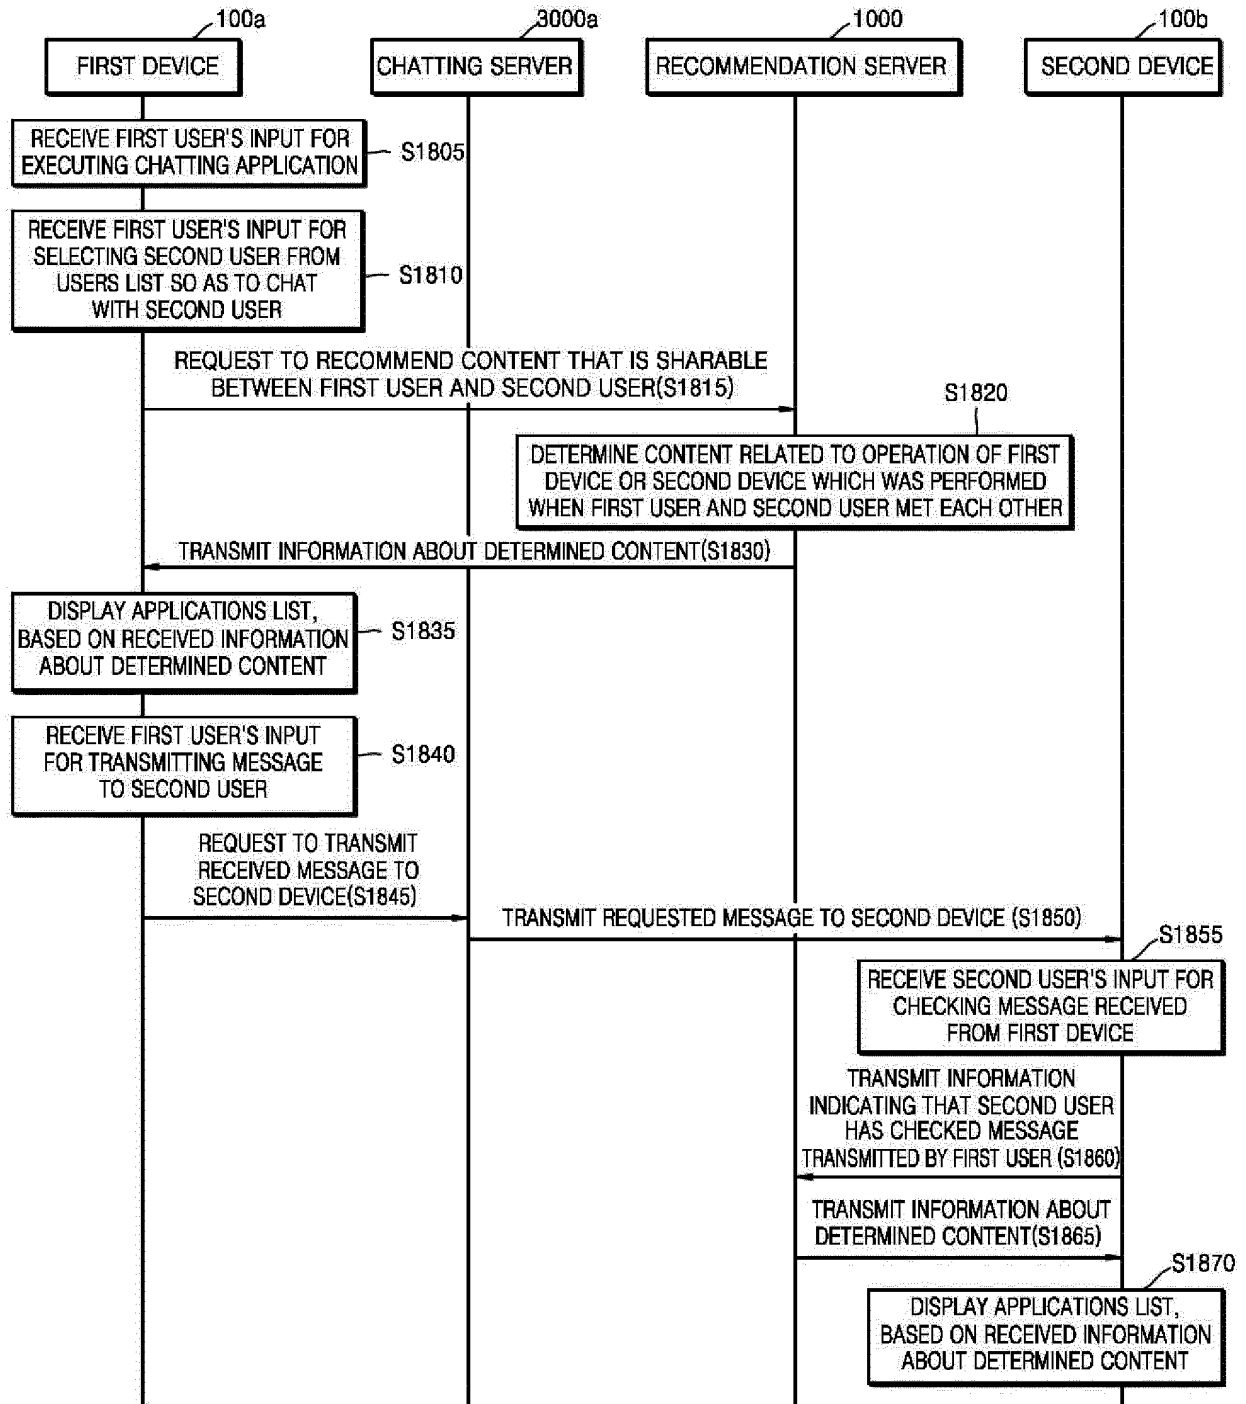 100a
3000a
1000
100b
FIRST DEVICE
CHATTING SERVER
RECOMMENDATION SERVER
SECOND DEVICE
RECEIVE FIRST USER'S INPUT FOR
EXECUTING CHATTING APPLICATION
S1805
RECEIVE FIRST USER'S INPUT FOR
SELECTING SECOND USER FROM
USERS LIST SO AS TO CHAT
WITH SECOND USER
S1810
REQUEST TO RECOMMEND CONTENT THAT IS SHARABLE
BETWEEN FIRST USER AND SECOND USER(S1815)
S1820
DETERMINE CONTENT RELATED TO OPERATION OF FIRST
DEVICE OR SECOND DEVICE WHICH WAS PERFORMED
WHEN FIRST USER AND SECOND USER MET EACH OTHER
TRANSMIT INFORMATION ABOUT DETERMINED CONTENT(S1830)
DISPLAY APPLICATIONS LIST,
BASED ON RECEIVED INFORMATION
ABOUT DETERMINED CONTENT
S1835
RECEIVE FIRST USER'S INPUT
FOR TRANSMITTING MESSAGE
TO SECOND USER
S1840
REQUEST TO TRANSMIT
RECEIVED MESSAGE TO
SECOND DEVICE(S1845)
TRANSMIT REQUESTED MESSAGE TO SECOND DEVICE (S1850)
S1855
RECEIVE SECOND USER'S INPUT FOR
CHECKING MESSAGE RECEIVED
FROM FIRST DEVICE
TRANSMIT INFORMATION
INDICATING THAT SECOND USER
HAS CHECKED MESSAGE
TRANSMITTED BY FIRST USER (S1860)
TRANSMIT INFORMATION ABOUT
DETERMINED CONTENT(S1865)
S1870
DISPLAY APPLICATIONS LIST,
BASED ON RECEIVED INFORMATION
ABOUT DETERMINED CONTENT